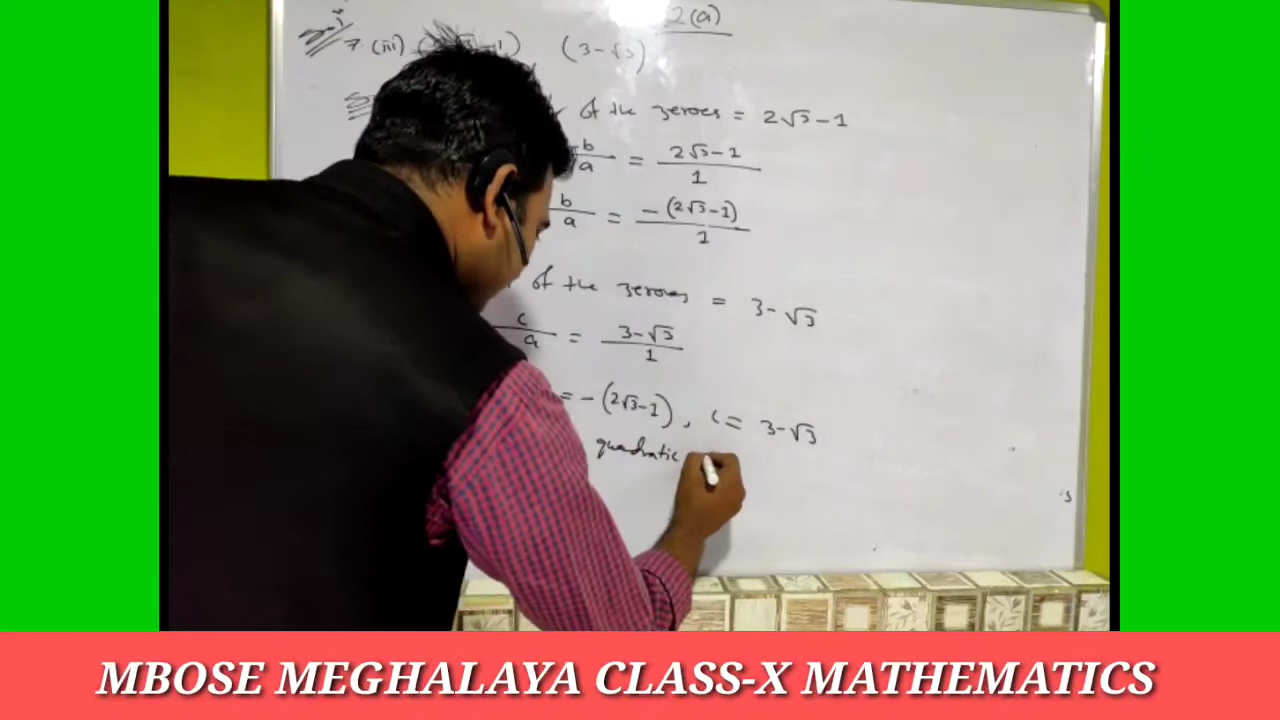 2(a)
7. (iii) -1) (3-√3)
of the zeroes = 2√3-1
b/a = 2√3-1/1
b/a = -(2√3-1)/1
of the zeroes = 3-√3
c/a = 3-√3/1
= -(2√3-1), c = 3-√3
quadratic
MBOSE MEGHALAYA CLASS-X MATHEMATICS